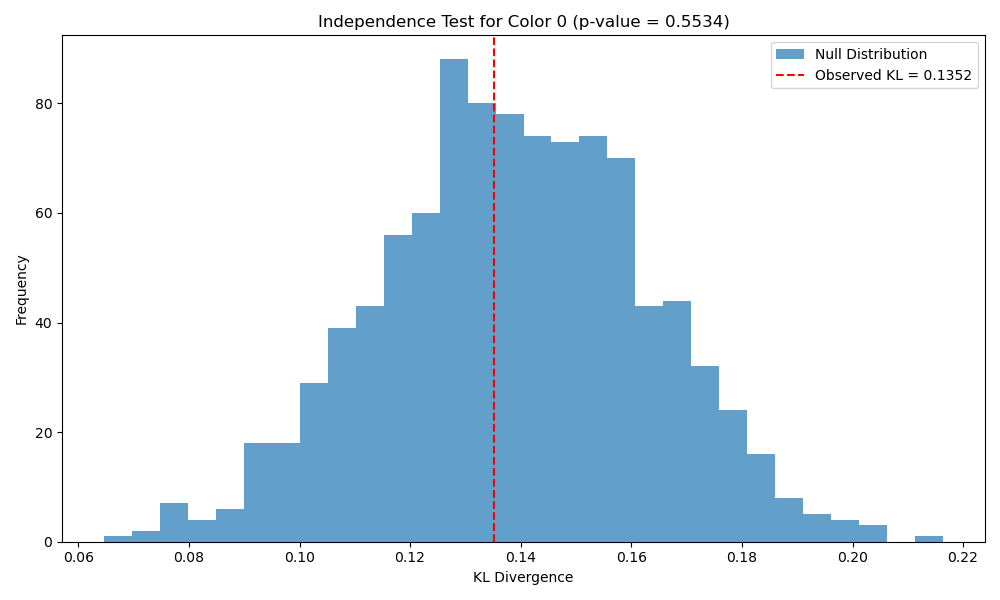 Independence Test for Color 0 (p-value = 0.5534)
Null Distribution
Observed KL = 0.1352
Frequency
80
60
40
20
0
0.06 0.08 0.10 0.12 0.14 0.16 0.18 0.20 0.22
KL Divergence